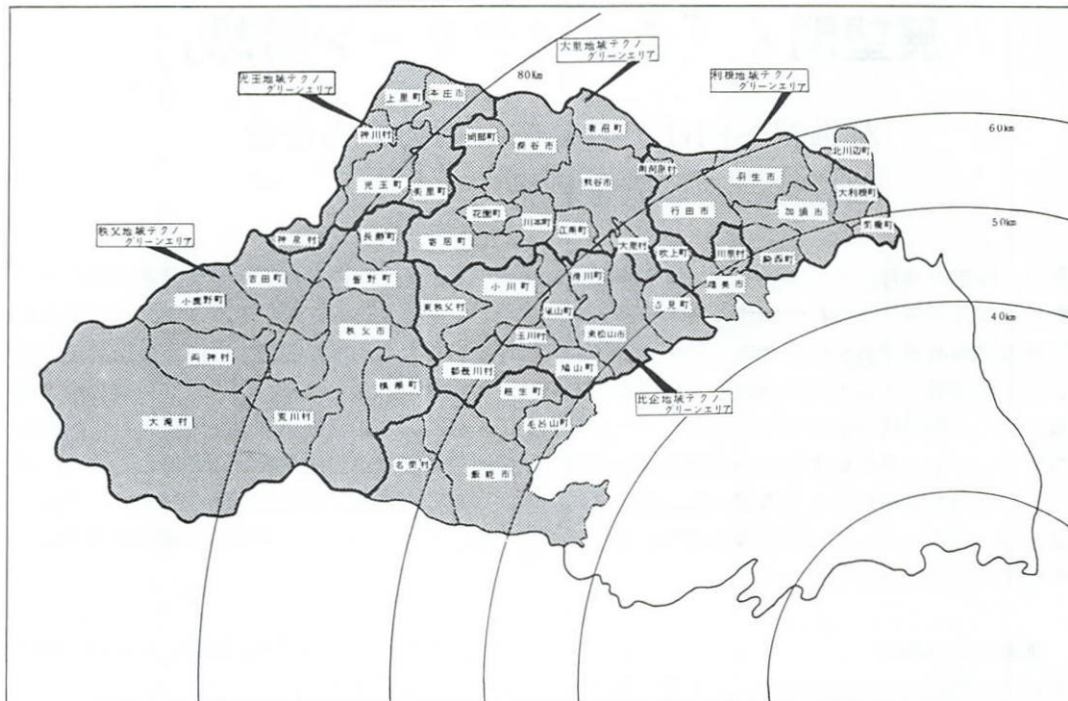 児玉地域テクノ
グリーンエリア
大里地域テクノ
グリーンエリア
利根地域テクノ
グリーンエリア
80Km
60km
50km
40km
上里町
本庄市
神川村
岡部町
深谷市
妻沼町
児玉町
美里町
熊谷市
南河原村
羽生市
北川辺町
大利根町
行田市
加須市
栗橋町
花園町
川本町
江南町
寄居町
大里村
吹上町
川里村
騎西町
鴻巣市
神泉村
長瀞町
秩父地域テクノ
グリーンエリア
吉田町
皆野町
小鹿野町
小川町
滑川町
嵐山町
吉見町
東秩父村
秩父市
玉川村
東松山市
両神村
都幾川村
鳩山町
横瀬町
越生町
比企地域テクノ
グリーンエリア
大滝村
荒川村
毛呂山町
名栗村
飯能市